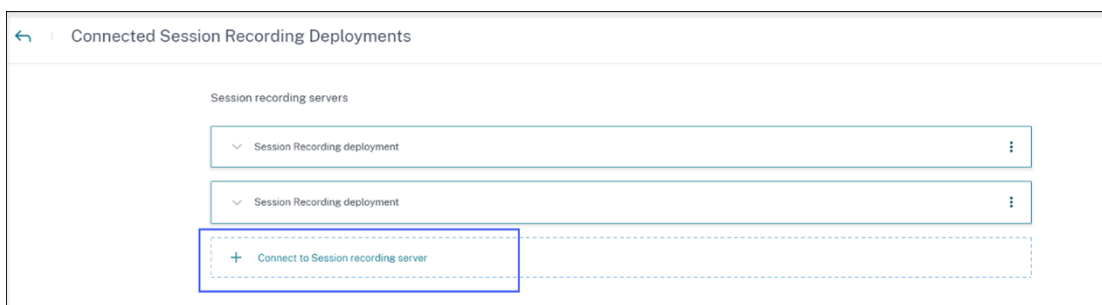 Connected Session Recording Deployments
Session recording servers
Session Recording deployment
Session Recording deployment
Connect to Session recording server